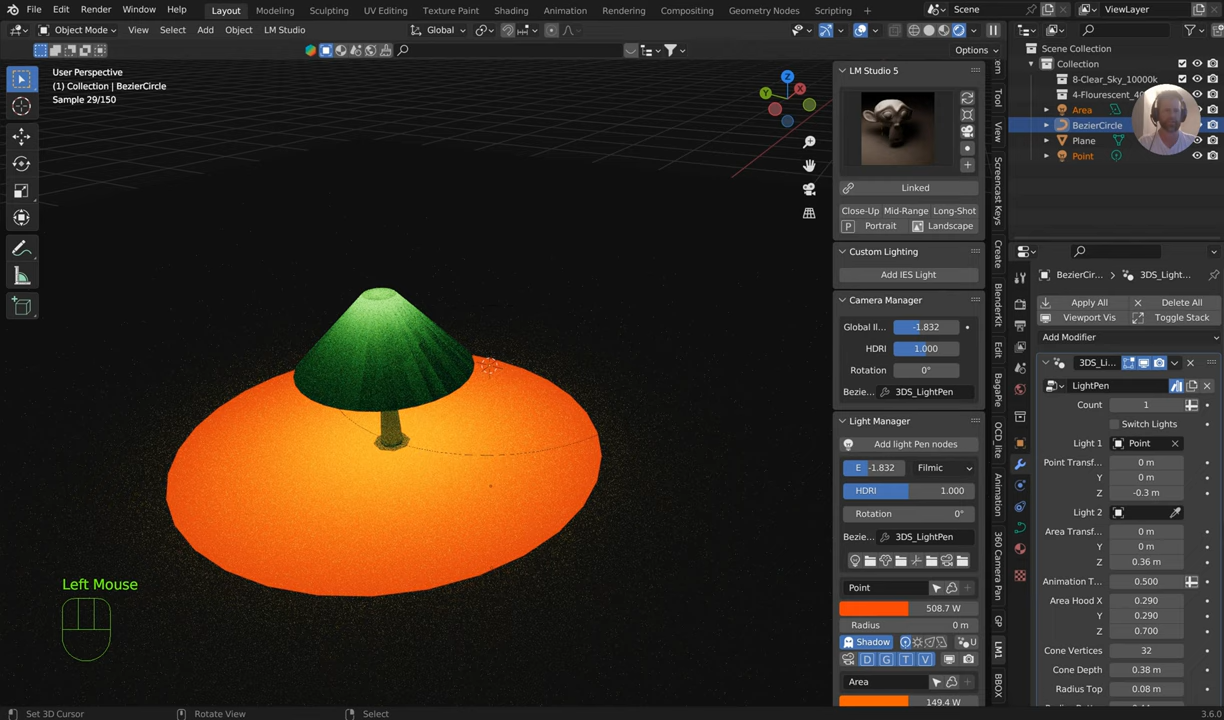 File Edit Render Window Help
Layout Modeling Sculpting UV Editing Texture Paint Shading Animation Rendering Compositing Geometry Nodes Scripting
Scene
ViewLayer
Object Mode View Select Add Object LM Studio
Global
Options
User Perspective
(1) Collection | BezierCircle
Sample 29/150
Z
X
Y
Left Mouse
LM Studio 5
Linked
Close-Up Mid-Range Long-Shot
P Portrait Landscape
Custom Lighting
Add IES Light
Camera Manager
Global Il... -1.832
HDRI 1.000
Rotation 0°
Bezie... 3DS_LightPen
Light Manager
Add light Pen nodes
E -1.832 Filmic
HDRI 1.000
Rotation 0°
Bezie... 3DS_LightPen
Point
508.7 W
Radius 0 m
Shadow
U
D G T V
Area
149.4 W
Tool
View
Screencast Keys
Create
BlenderKit
Edit
BagaPie
OCD_lite
Animation
360 Camera Pan
GP
LM1
BBOX
Scene Collection
Collection
8-Clear_Sky_10000k
4-Flourescent_4
Area
BezierCircle
Plane
Point
BezierCir... 3DS_Light...
Apply All Delete All
Viewport Vis Toggle Stack
Add Modifier
3DS_Li...
LightPen
Count 1
Switch Lights
Light 1 Point
Point Transf... 0 m
Y 0 m
Z -0.3 m
Light 2
Area Transf... 0 m
Y 0 m
Z 0.36 m
Animation T... 0.500
Area Hood X 0.290
Y 0.290
Z 0.700
Cone Vertices 32
Cone Depth 0.38 m
Radius Top 0.08 m
Set 3D Cursor Rotate View Select
3.6.0